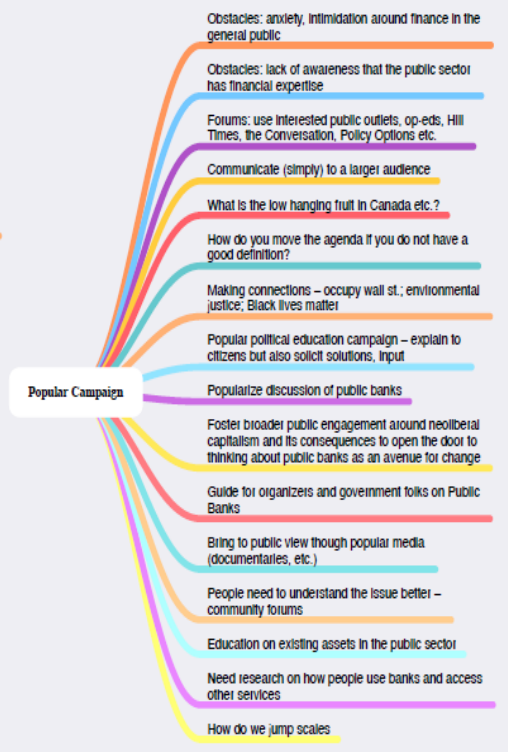 Obstacles: anxiety, intimidation around finance in the
general public
Obstacles: lack of awareness that the public sector
has financial expertise
Forums: use interested public outlets, op-eds, Hill
Times, the Conversation, Policy Options etc.
Communicate (simply) to a larger audience
What is the low hanging fruit in Canada etc.?
How do you move the agenda if you do not have a
good definition?
Making connections – occupy wall st.; environmental
justice; Black lives matter
Popular political education campaign – explain to
citizens but also solicit solutions, input
Popular Campaign
Popularize discussion of public banks
Foster broader public engagement around neoliberal
capitalism and its consequences to open the door to
thinking about public banks as an avenue for change
Guide for organizers and government folks on Public
Banks
Bring to public view though popular media
(documentaries, etc.)
People need to understand the issue better –
community forums
Education on existing assets in the public sector
Need research on how people use banks and access
other services
How do we jump scales